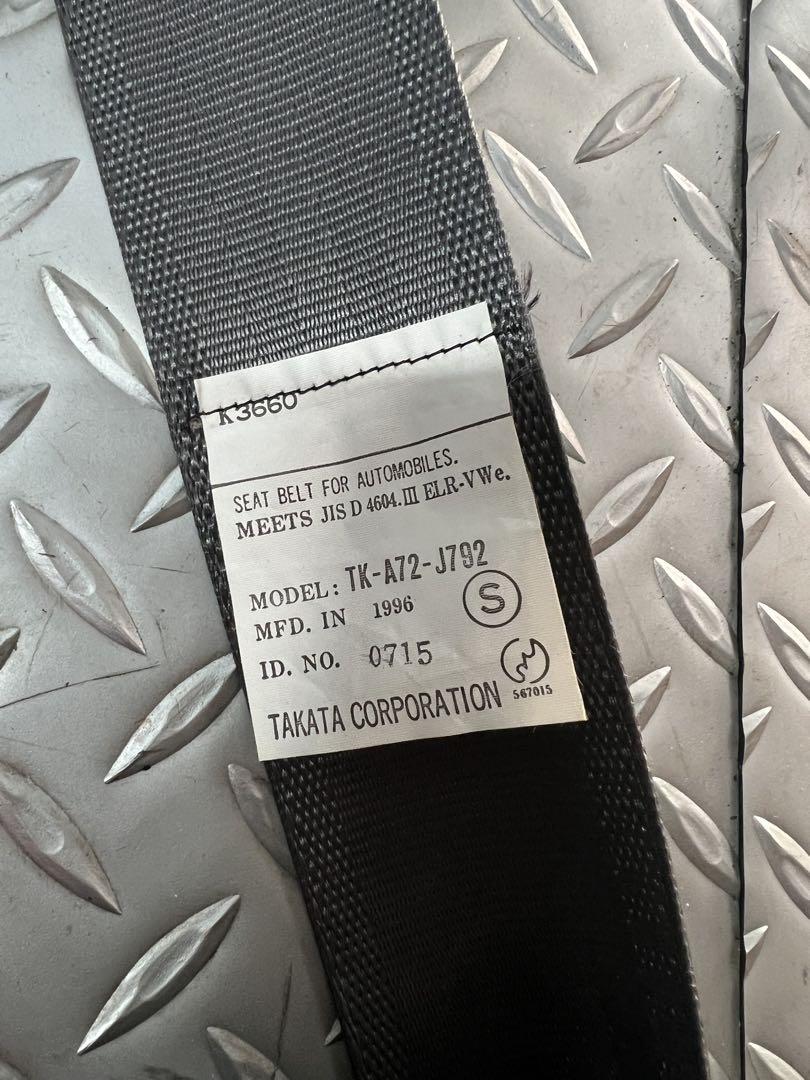 K3660
SEAT BELT FOR AUTOMOBILES.
MEETS JIS D 4604.III ELR-VWe.
MODEL: TK-A72-J792
MFD. IN 1996 S
ID. NO. 0715
567015
TAKATA CORPORATION